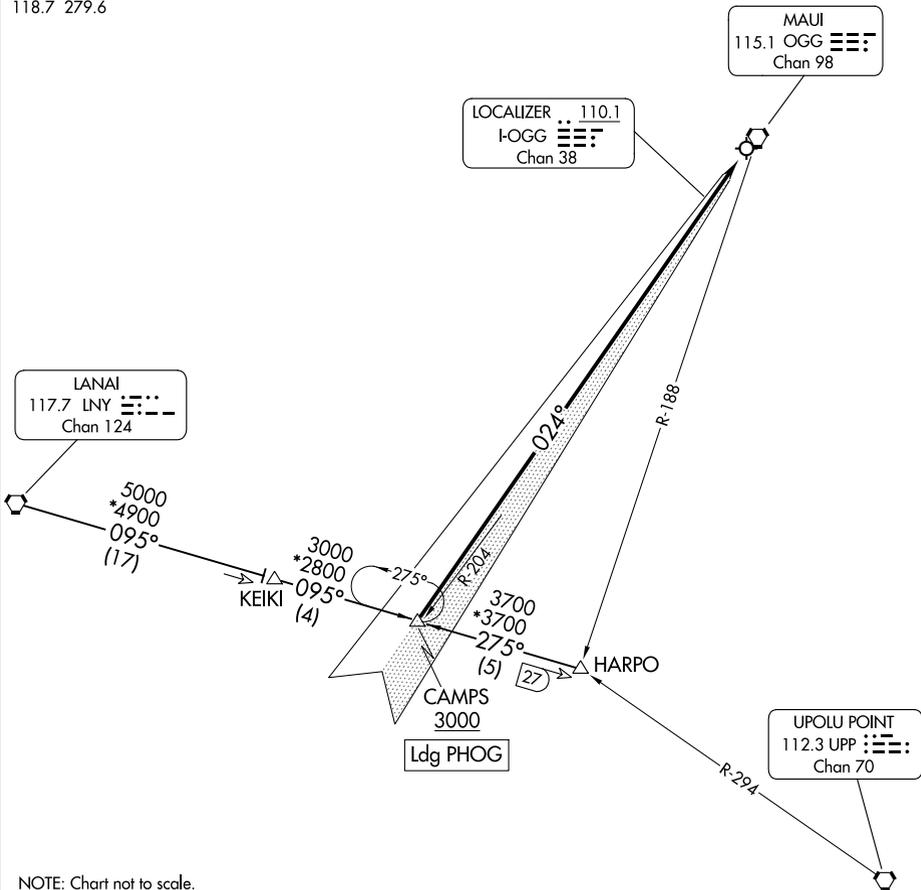 118.7 279.6
MAUI
115.1 OGG
Chan 98
LOCALIZER 110.1
I-OGG
Chan 38
R-188
024°
LANAI
117.7 LNY
Chan 124
5000
*4900
095°
(17)
3000
*2800
095°
(4)
275°
R-204
KEIKI
3700
*3700
275°
(5)
27
HARPO
CAMPS
3000
Ldg PHOG
UPOLU POINT
112.3 UPP
Chan 70
R-294
NOTE: Chart not to scale.